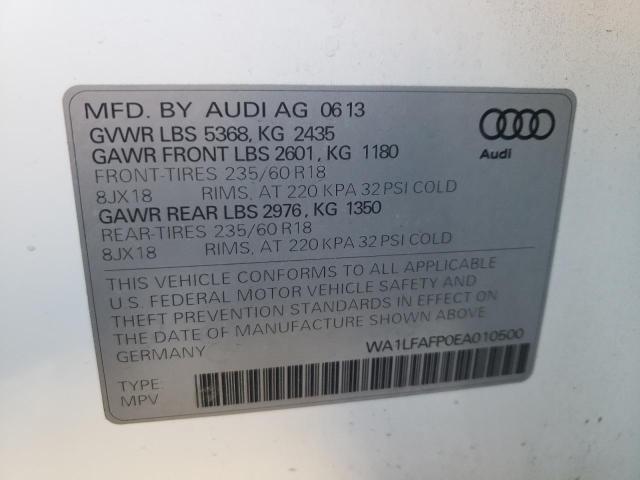 MFD. BY AUDI AG 0613
GVWR LBS 5368, KG 2435
GAWR FRONT LBS 2601, KG 1180
FRONT-TIRES 235/60 R18
8JX18 RIMS, AT 220 KPA 32 PSI COLD
GAWR REAR LBS 2976, KG 1350
REAR-TIRES 235/60 R18
8JX18 RIMS, AT 220 KPA 32 PSI COLD
Audi
THIS VEHICLE CONFORMS TO ALL APPLICABLE
U.S. FEDERAL MOTOR VEHICLE SAFETY AND
THEFT PREVENTION STANDARDS IN EFFECT ON
THE DATE OF MANUFACTURE SHOWN ABOVE
GERMANY
WA1LFAFP0EA010500
TYPE:
MPV